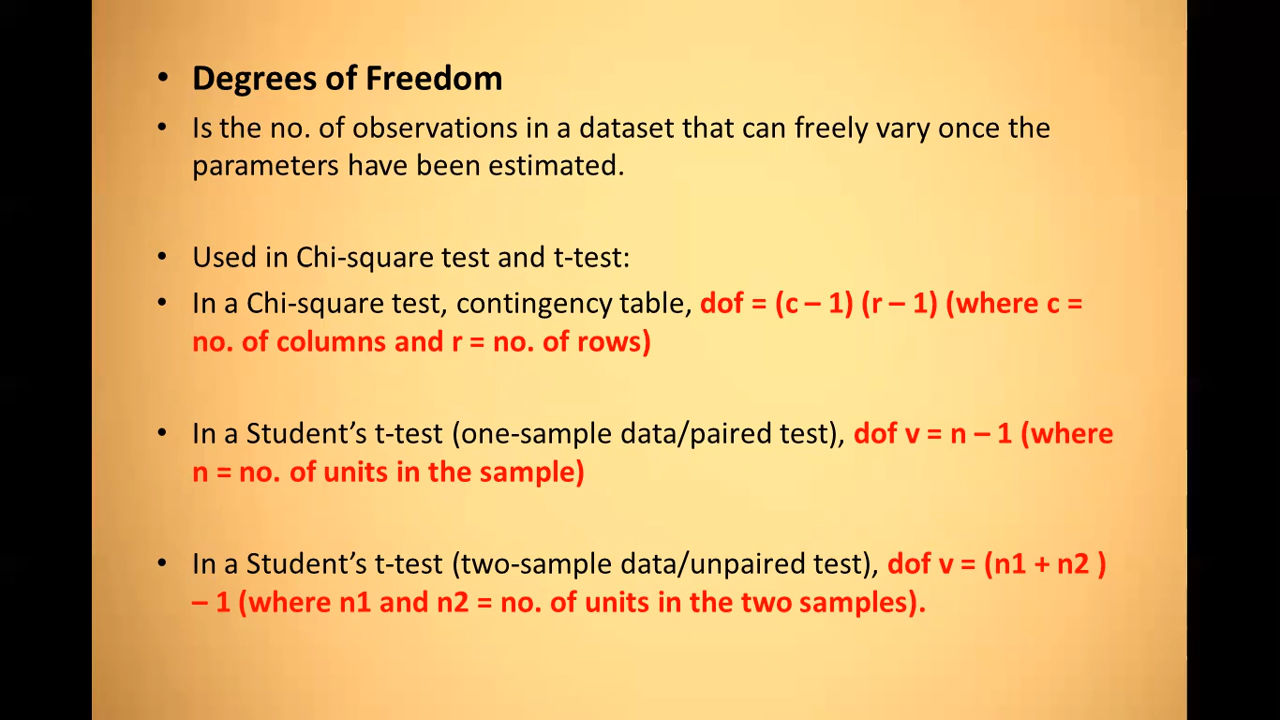 • Degrees of Freedom
• Is the no. of observations in a dataset that can freely vary once the
parameters have been estimated.
• Used in Chi-square test and t-test:
• In a Chi-square test, contingency table, dof = (c – 1) (r – 1) (where c =
no. of columns and r = no. of rows)
• In a Student’s t-test (one-sample data/paired test), dof v = n – 1 (where
n = no. of units in the sample)
• In a Student’s t-test (two-sample data/unpaired test), dof v = (n1 + n2 )
– 1 (where n1 and n2 = no. of units in the two samples).